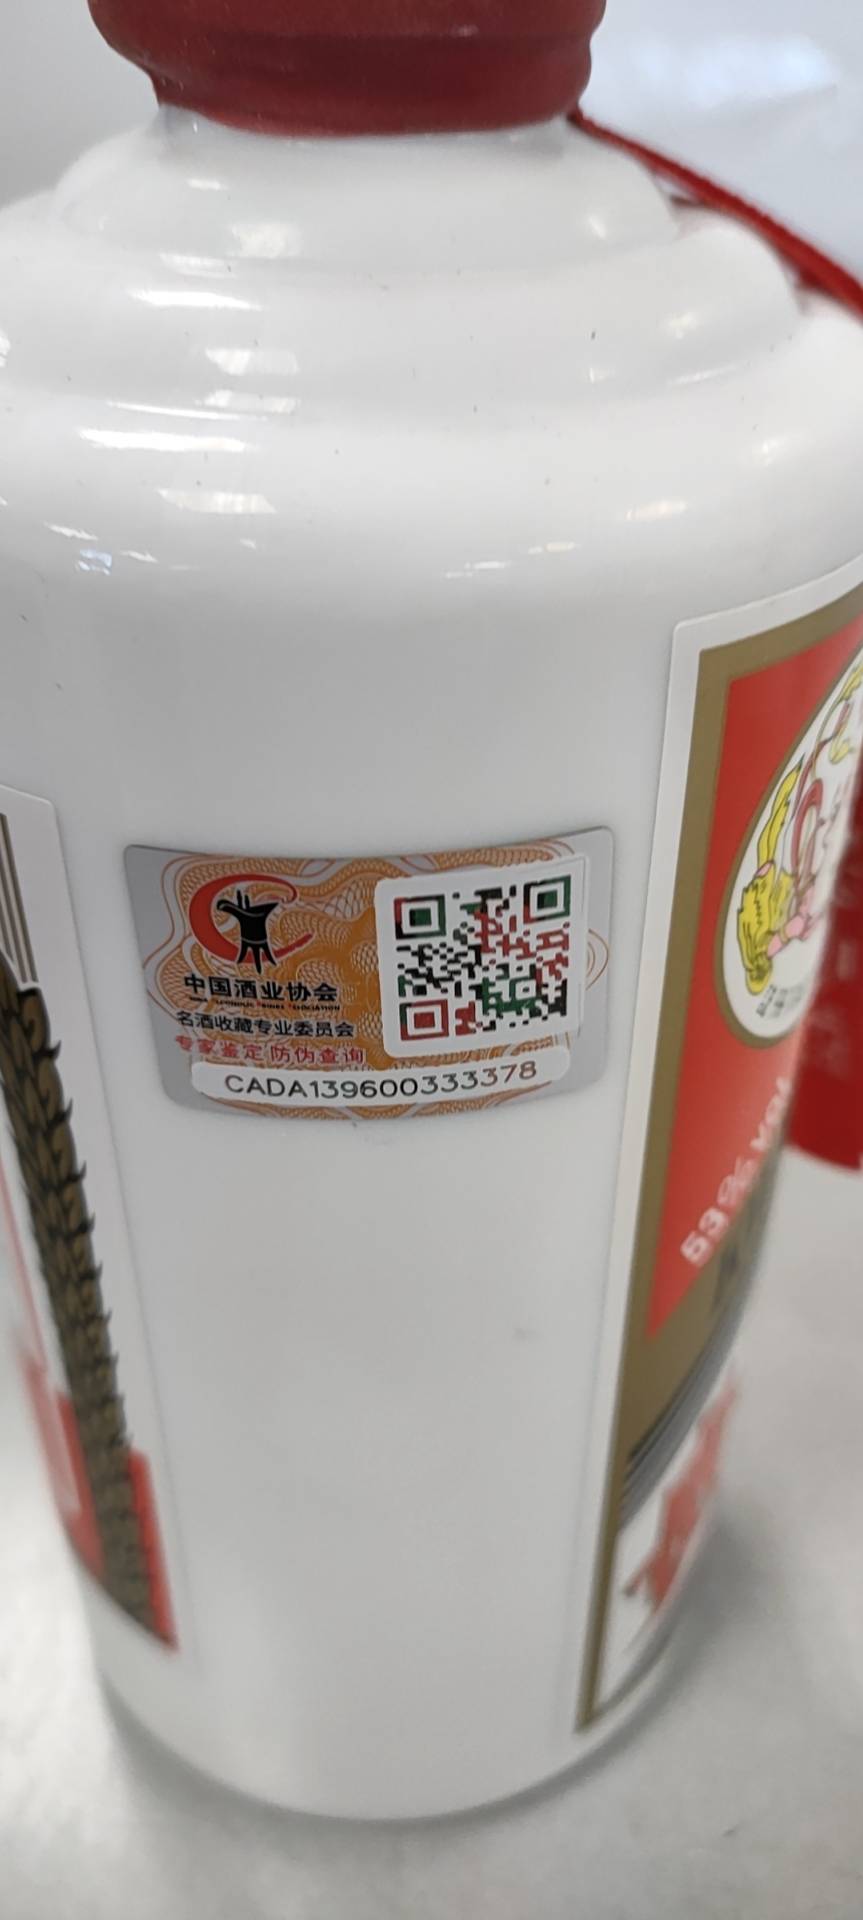 中国酒业协会
名酒收藏专业委员会
专家鉴定 防伪查询
CADA139600333378
53%